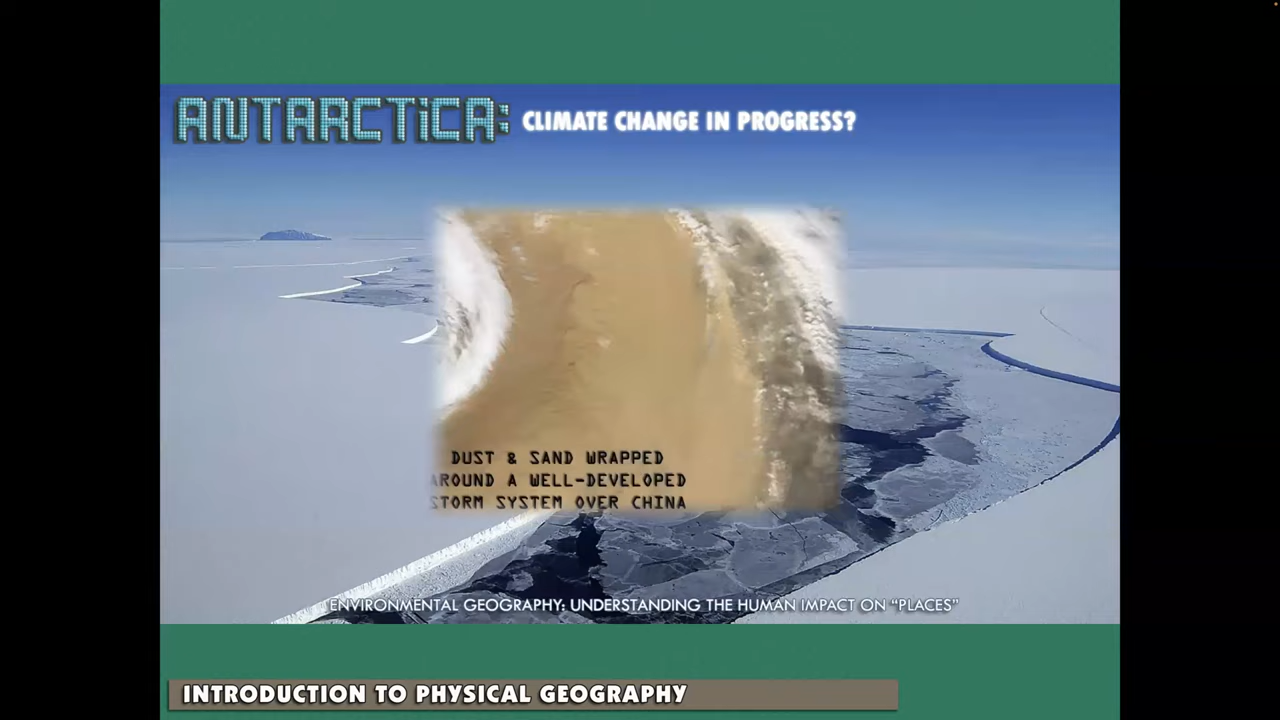 ANTARCTiCA: CLIMATE CHANGE IN PROGRESS?
DUST & SAND WRAPPED
AROUND A WELL-DEVELOPED
STORM SYSTEM OVER CHINA
ENVIRONMENTAL GEOGRAPHY: UNDERSTANDING THE HUMAN IMPACT ON “PLACES”
INTRODUCTION TO PHYSICAL GEOGRAPHY